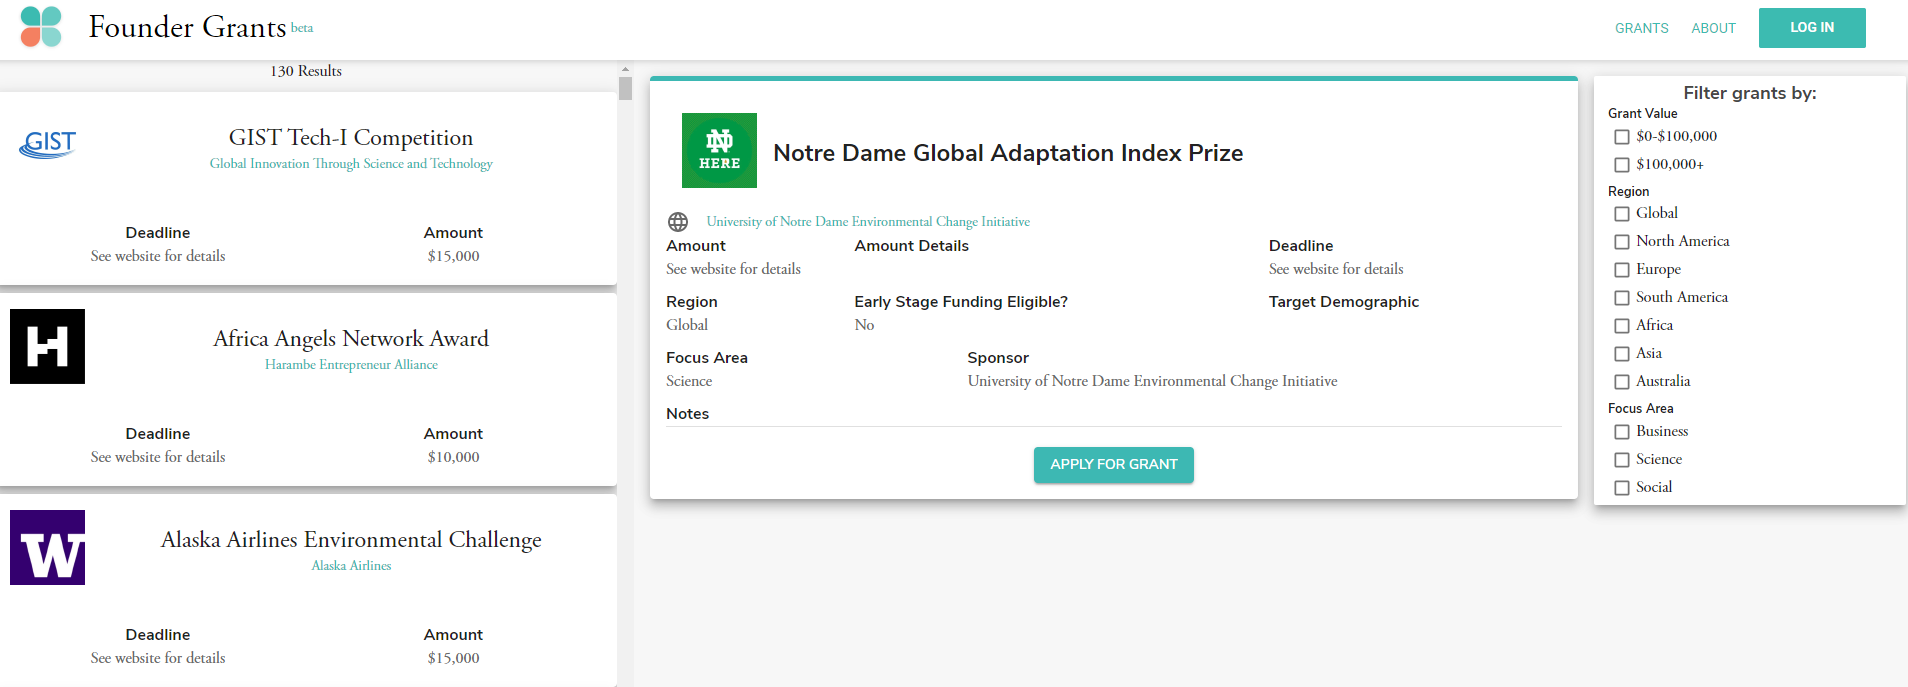 Founder Grants beta
GRANTS ABOUT LOG IN
130 Results
GIST
GIST Tech-I Competition
Global Innovation Through Science and Technology
Deadline Amount
See website for details $15,000
H
Africa Angels Network Award
Harambe Entrepreneur Alliance
Deadline Amount
See website for details $10,000
W
Alaska Airlines Environmental Challenge
Alaska Airlines
Deadline Amount
See website for details $15,000
ND
HERE
Notre Dame Global Adaptation Index Prize
University of Notre Dame Environmental Change Initiative
Amount Amount Details Deadline
See website for details See website for details
Region Early Stage Funding Eligible? Target Demographic
Global No
Focus Area Sponsor
Science University of Notre Dame Environmental Change Initiative
Notes
APPLY FOR GRANT
Filter grants by:
Grant Value
$0-$100,000
$100,000+
Region
Global
North America
Europe
South America
Africa
Asia
Australia
Focus Area
Business
Science
Social